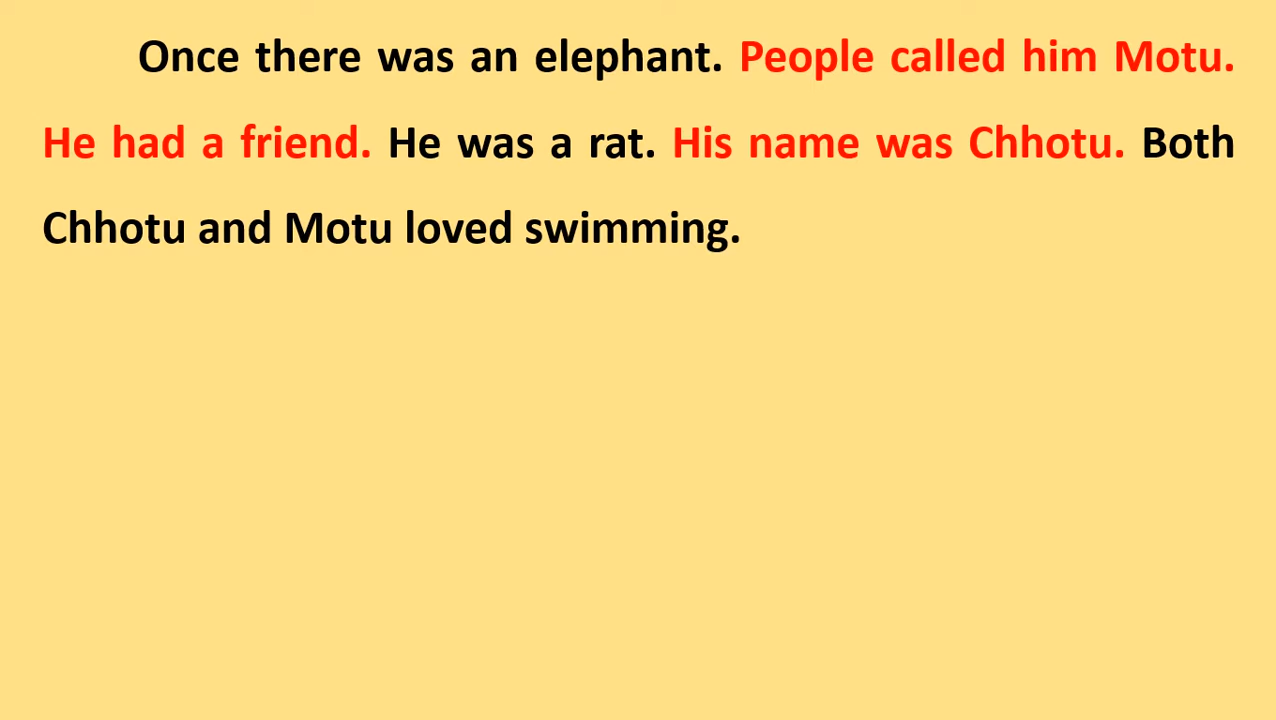 Once there was an elephant. People called him Motu.
He had a friend. He was a rat. His name was Chhotu. Both
Chhotu and Motu loved swimming.